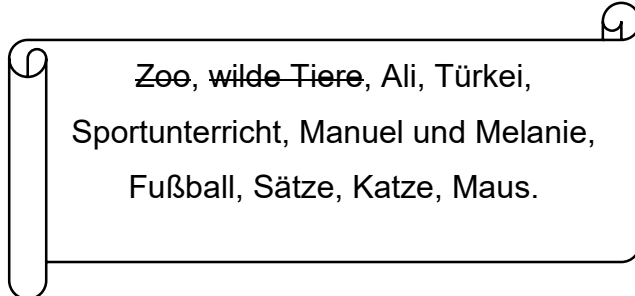 Zoo, wilde Tiere, Ali, Türkei,
Sportunterricht, Manuel und Melanie,
Fußball, Sätze, Katze, Maus.